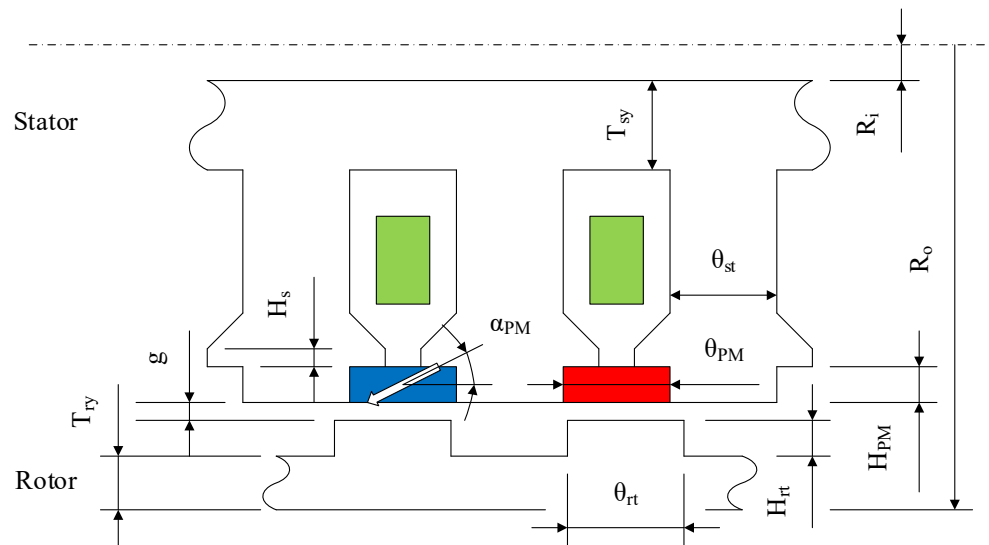 Stator
T_sy
R_i
θ_st
R_o
H_s
α_PM
g
θ_PM
T_ry
H_PM
Rotor
θ_rt
H_rt